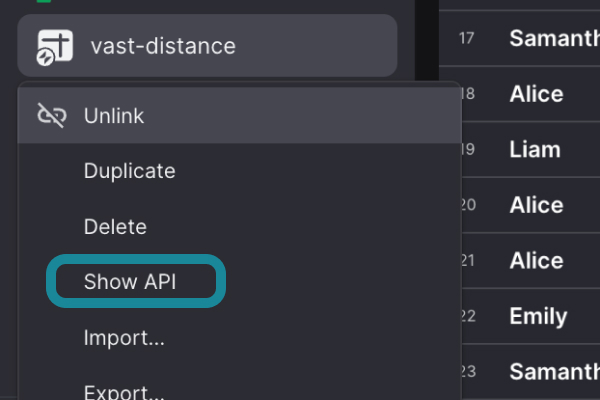 vast-distance
Unlink
Duplicate
Delete
Show API
Import...
Export...
17 Samanth
18 Alice
19 Liam
20 Alice
21 Alice
22 Emily
23 Samanth